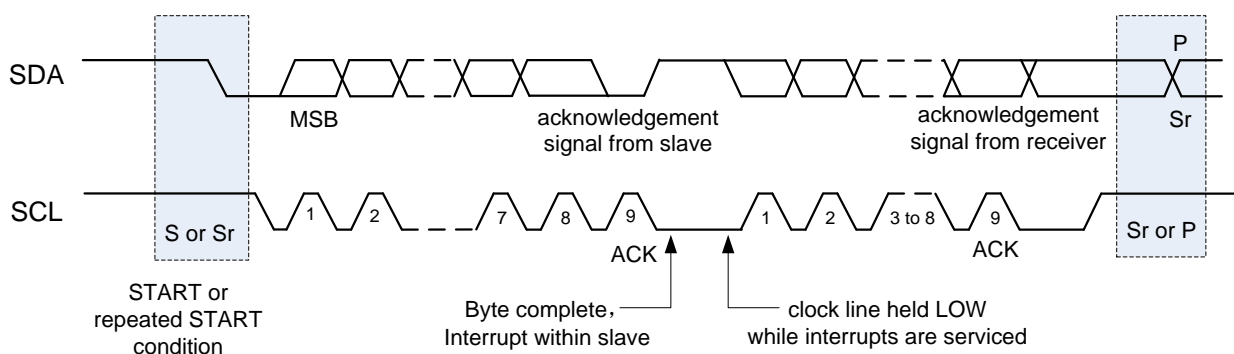 P
SDA
MSB
acknowledgement
signal from slave
acknowledgement
signal from receiver
Sr
SCL
1
2
7
8
9
1
2
3 to 8
9
S or Sr
ACK
ACK
Sr or P
START or
repeated START
condition
Byte complete,
Interrupt within slave
clock line held LOW
while interrupts are serviced